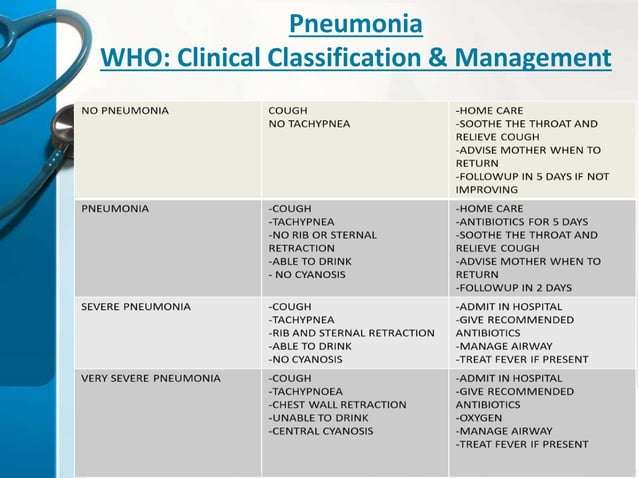 Pneumonia
WHO: Clinical Classification & Management
NO PNEUMONIA
COUGH
NO TACHYPNEA
-HOME CARE
-SOOTHE THE THROAT AND
RELIEVE COUGH
-ADVISE MOTHER WHEN TO
RETURN
-FOLLOWUP IN 5 DAYS IF NOT
IMPROVING
PNEUMONIA
-COUGH
-TACHYPNEA
-NO RIB OR STERNAL
RETRACTION
-ABLE TO DRINK
- NO CYANOSIS
-HOME CARE
-ANTIBIOTICS FOR 5 DAYS
-SOOTHE THE THROAT AND
RELIEVE COUGH
-ADVISE MOTHER WHEN TO
RETURN
-FOLLOWUP IN 2 DAYS
SEVERE PNEUMONIA
-COUGH
-TACHYPNEA
-RIB AND STERNAL RETRACTION
-ABLE TO DRINK
-NO CYANOSIS
-ADMIT IN HOSPITAL
-GIVE RECOMMENDED
ANTIBIOTICS
-MANAGE AIRWAY
-TREAT FEVER IF PRESENT
VERY SEVERE PNEUMONIA
-COUGH
-TACHYPNOEA
-CHEST WALL RETRACTION
-UNABLE TO DRINK
-CENTRAL CYANOSIS
-ADMIT IN HOSPITAL
-GIVE RECOMMENDED
ANTIBIOTICS
-OXYGEN
-MANAGE AIRWAY
-TREAT FEVER IF PRESENT